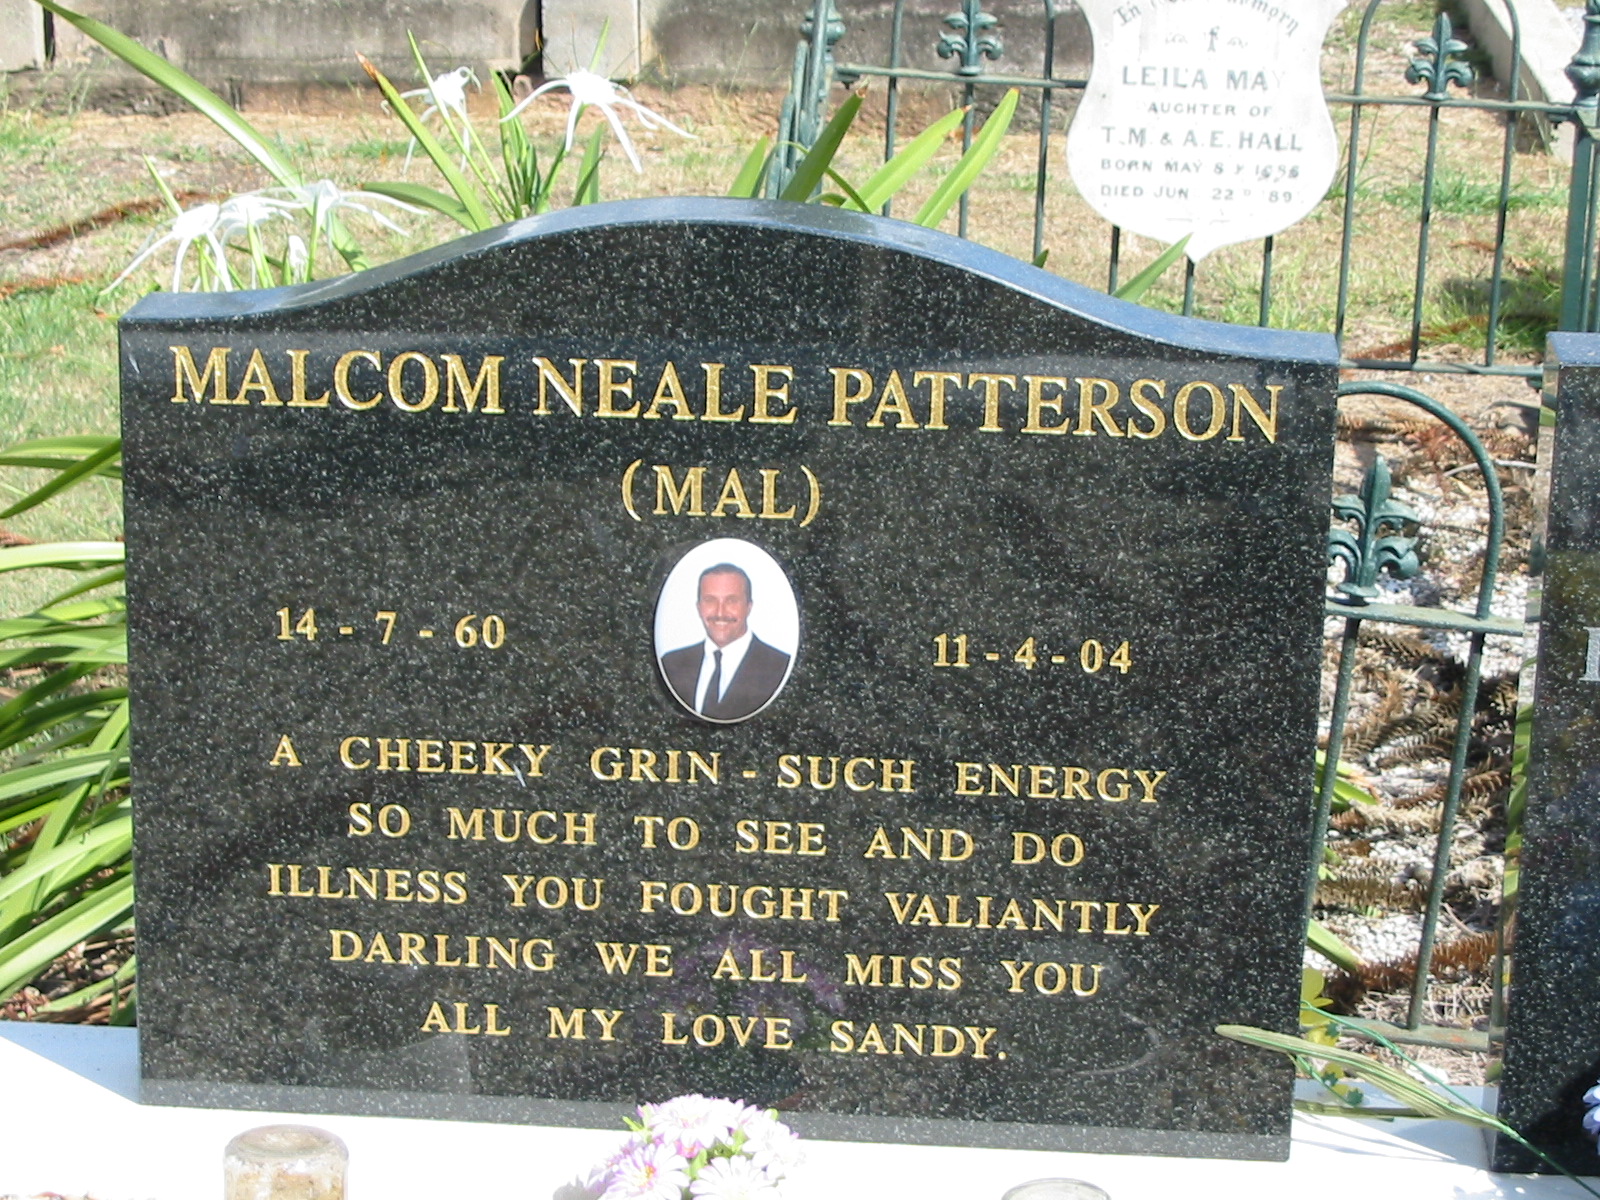 LEILA MAY
DAUGHTER OF
T.M. & A.E. HALL
BORN MAY 8
DIED JUN 22
MALCOM NEALE PATTERSON
(MAL)
14 - 7 - 60
11 - 4 - 04
A CHEEKY GRIN - SUCH ENERGY
SO MUCH TO SEE AND DO
ILLNESS YOU FOUGHT VALIANTLY
DARLING WE ALL MISS YOU
ALL MY LOVE SANDY.